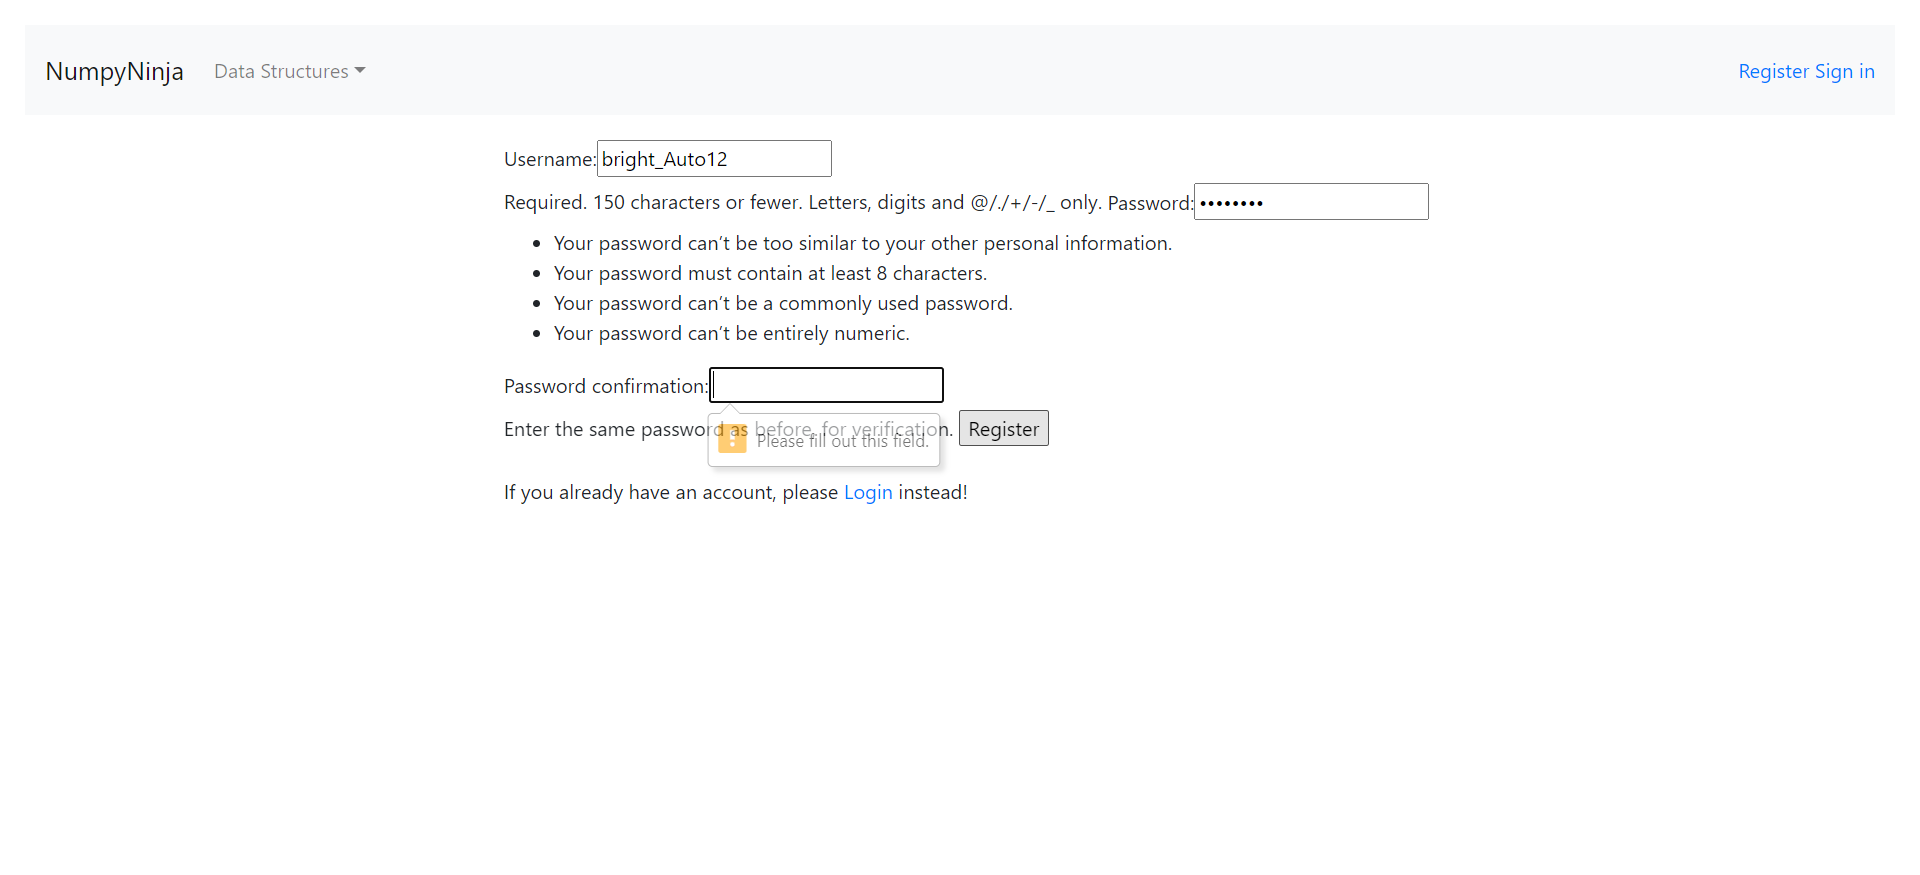 NumpyNinja Data Structures Register Sign in
Username: bright_Auto12
Required. 150 characters or fewer. Letters, digits and @/./+/-/_ only. Password: ••••••••
• Your password can’t be too similar to your other personal information.
• Your password must contain at least 8 characters.
• Your password can’t be a commonly used password.
• Your password can’t be entirely numeric.
Password confirmation:
Enter the same password as before, for verification. Register
Please fill out this field.
If you already have an account, please Login instead!